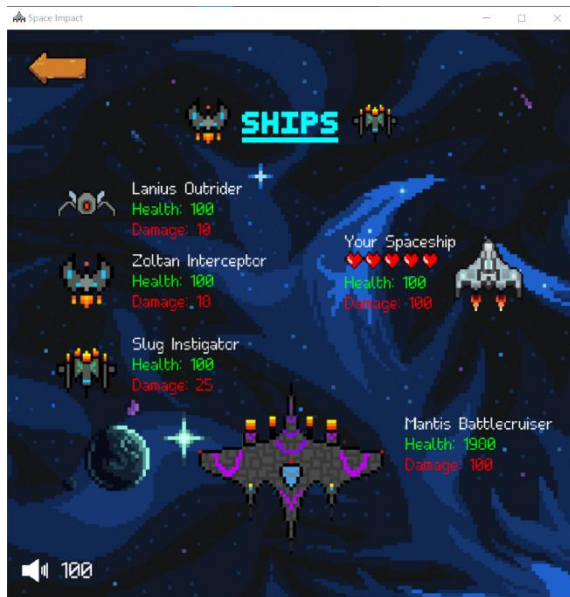 Space Impact
SHIPS
Lanius Outrider
Health: 100
Damage: 10
Zoltan Interceptor
Health: 100
Damage: 18
Slug Instigator
Health: 100
Damage: 25
Your Spaceship
Health: 100
Damage: 100
Mantis Battlecruiser
Health: 1980
Damage: 100
100